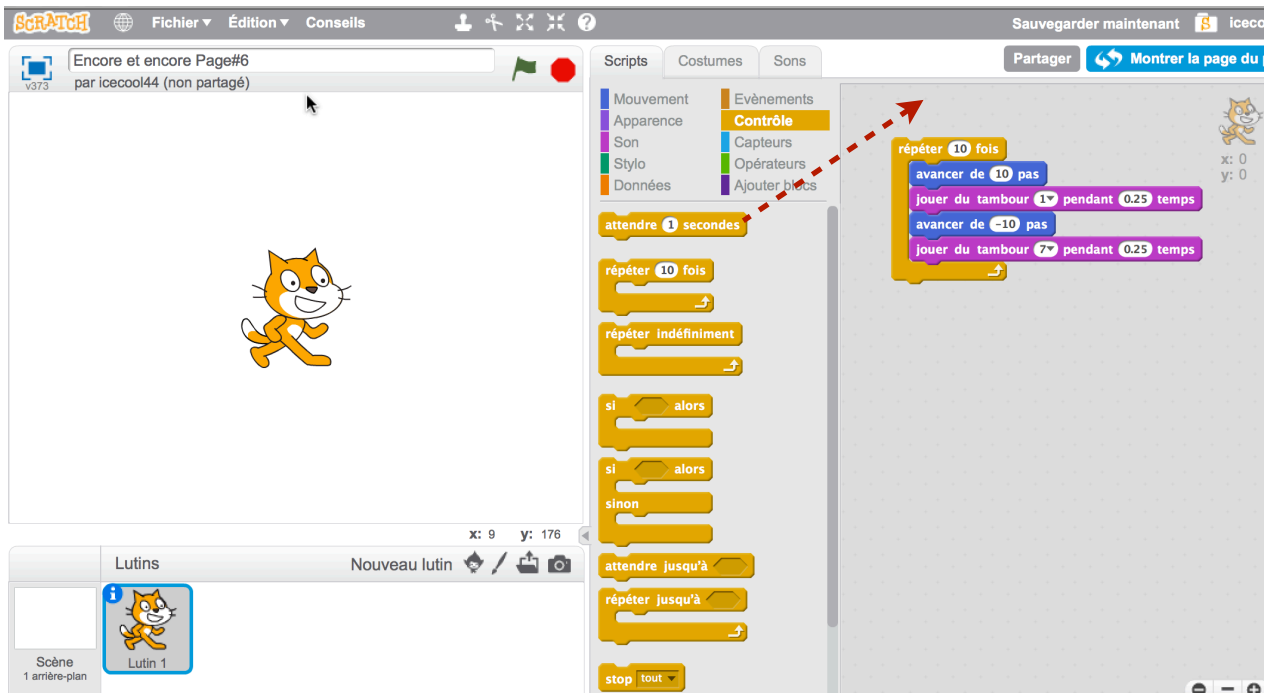 SCRATCH Fichier Édition Conseils Sauvegarder maintenant
Encore et encore Page#6
par icecool44 (non partagé)
v373
Scripts Costumes Sons
Partager Montrer la page du
Mouvement Evènements
Apparence Contrôle
Son Capteurs
Stylo Opérateurs
Données Ajouter blocs
attendre 1 secondes
répéter 10 fois
répéter indéfiniment
si alors
si alors
sinon
attendre jusqu'à
répéter jusqu'à
stop tout
répéter 10 fois
avancer de 10 pas
jouer du tambour 1 pendant 0.25 temps
avancer de -10 pas
jouer du tambour 7 pendant 0.25 temps
x: 0
y: 0
x: 9 y: 176
Lutins Nouveau lutin
Scène
1 arrière-plan
Lutin 1